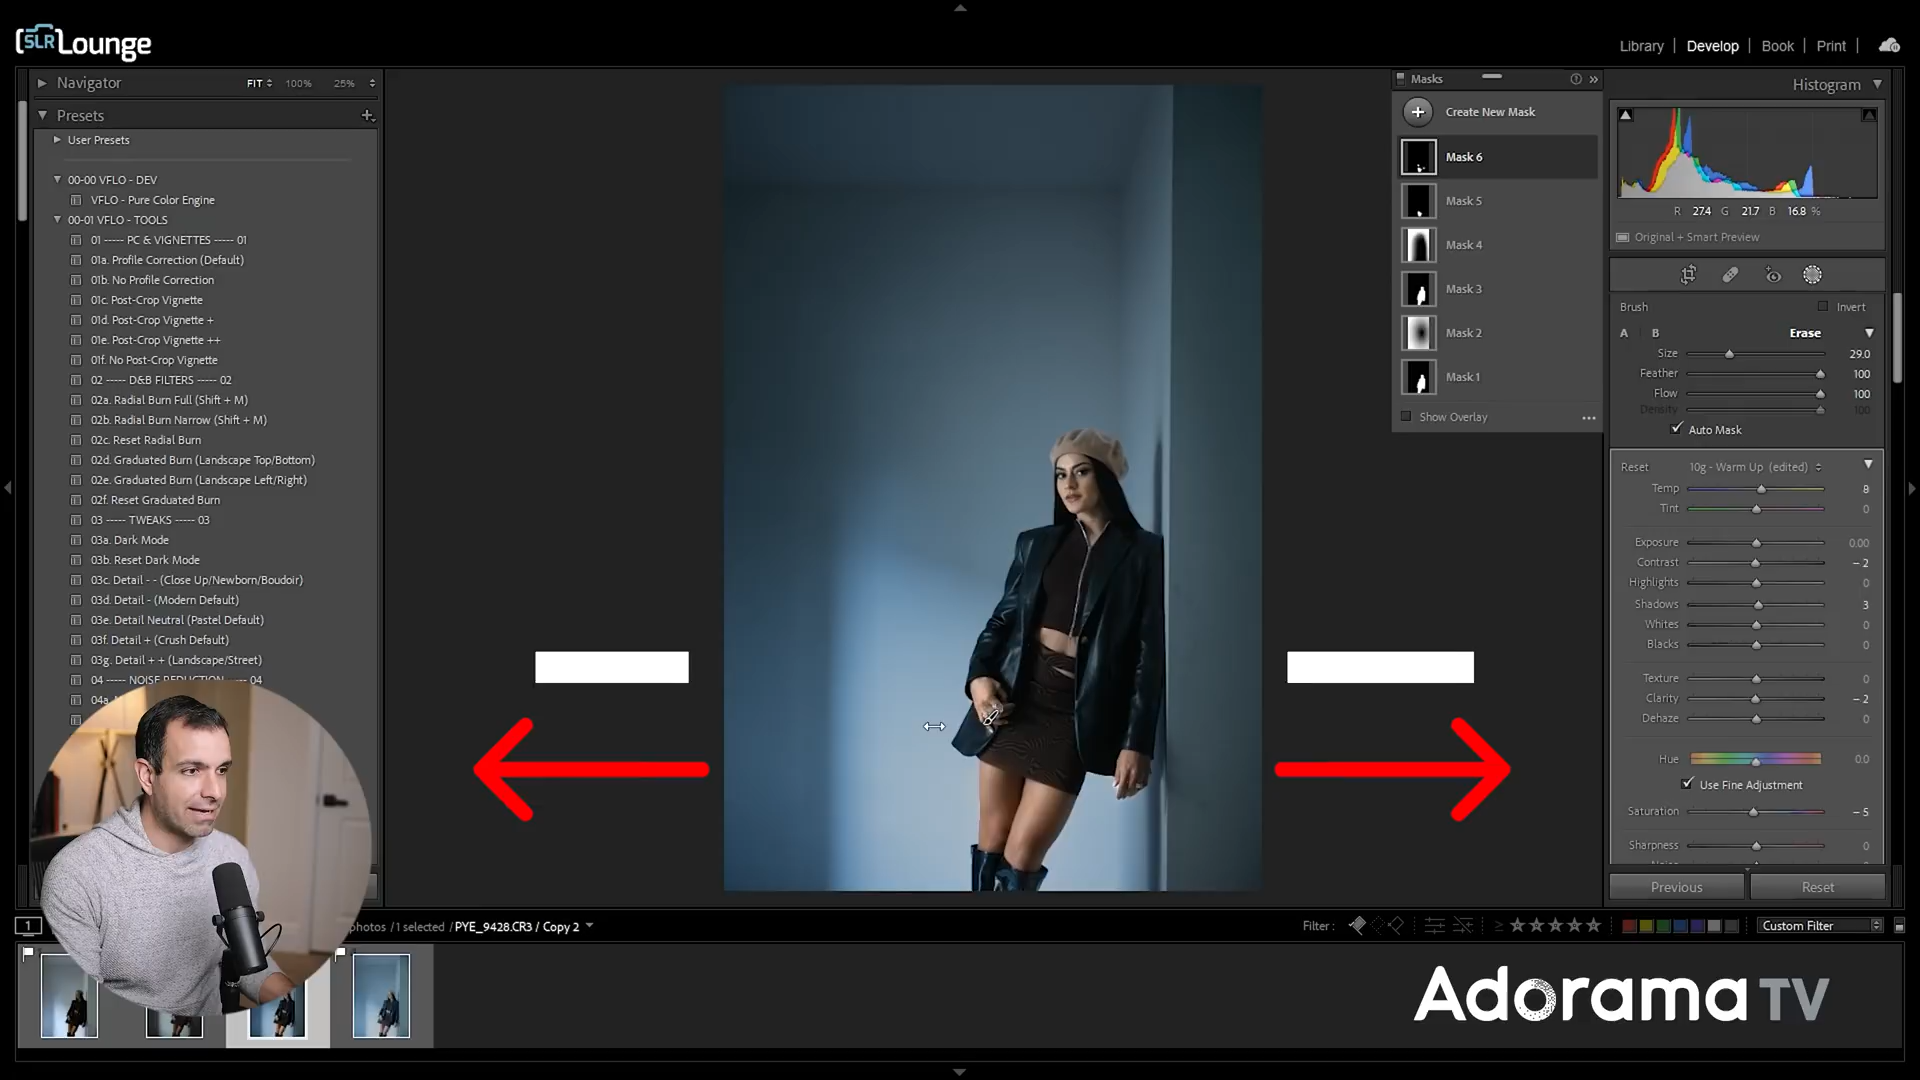 SLR Lounge
Library | Develop | Book | Print |
Navigator FIT 100% 25%
Presets
User Presets
00-00 VFLO - DEV
VFLO - Pure Color Engine
00-01 VFLO - TOOLS
01 ----- PC & VIGNETTES ----- 01
01a. Profile Correction (Default)
01b. No Profile Correction
01c. Post-Crop Vignette
01d. Post-Crop Vignette +
01e. Post-Crop Vignette ++
01f. No Post-Crop Vignette
02 ----- D&B FILTERS ----- 02
02a. Radial Burn Full (Shift + M)
02b. Radial Burn Narrow (Shift + M)
02c. Reset Radial Burn
02d. Graduated Burn (Landscape Top/Bottom)
02e. Graduated Burn (Landscape Left/Right)
02f. Reset Graduated Burn
03 ----- TWEAKS ----- 03
03a. Dark Mode
03b. Reset Dark Mode
03c. Detail - - (Close Up/Newborn/Boudoir)
03d. Detail - (Modern Default)
03e. Detail Neutral (Pastel Default)
03f. Detail + (Crush Default)
03g. Detail + + (Landscape/Street)
04 ----- NOISE REDUCTION ----- 04
04a.
Masks
Create New Mask
Mask 6
Mask 5
Mask 4
Mask 3
Mask 2
Mask 1
Show Overlay
Histogram
R 27.4 G 21.7 B 16.8 %
Original + Smart Preview
Brush Invert
A B Erase
Size 29.0
Feather 100
Flow 100
Density 100
Auto Mask
Reset 10g - Warm Up (edited)
Temp 8
Tint 0
Exposure 0.00
Contrast – 2
Highlights 0
Shadows 3
Whites 0
Blacks 0
Texture 0
Clarity – 2
Dehaze 0
Hue 0.0
Use Fine Adjustment
Saturation – 5
Sharpness 0
Previous Reset
1
photos / 1 selected / PYE_9428.CR3 / Copy 2
Filter : ≥ Custom Filter
Adorama TV